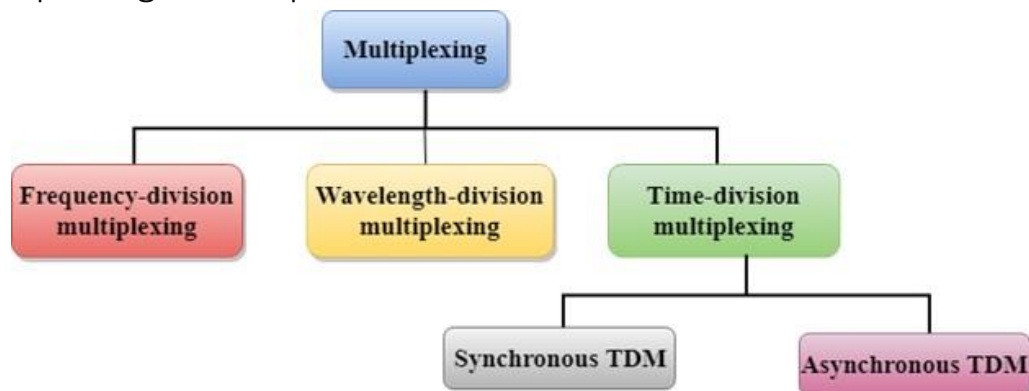 Multiplexing
Frequency-division
multiplexing
Wavelength-division
multiplexing
Time-division
multiplexing
Synchronous TDM
Asynchronous TDM